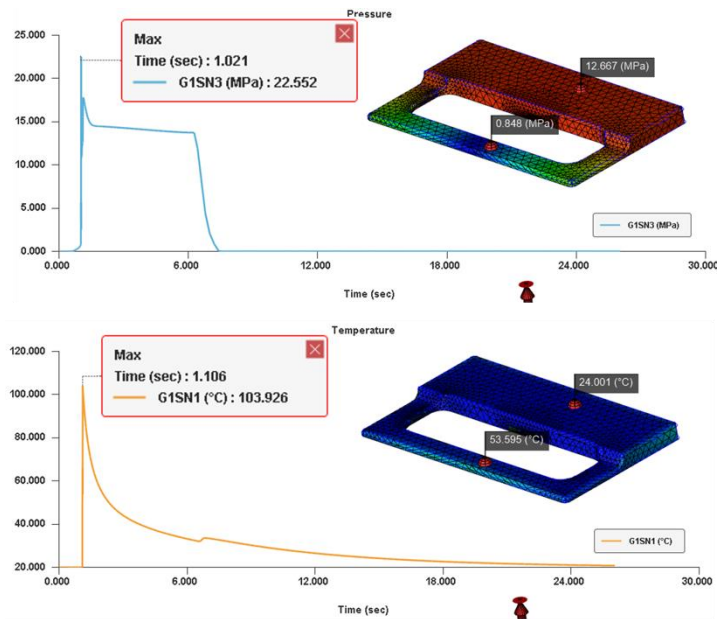 Pressure
Max
Time (sec) : 1.021
G1SN3 (MPa) : 22.552
12.667 (MPa)
0.848 (MPa)
25.000
20.000
15.000
10.000
5.000
0.000
G1SN3 (MPa)
0.000 6.000 12.000 18.000 24.000 30.000
Time (sec)
Temperature
Max
Time (sec) : 1.106
G1SN1 (°C) : 103.926
24.001 (°C)
53.595 (°C)
120.000
100.000
80.000
60.000
40.000
20.000
G1SN1 (°C)
0.000 6.000 12.000 18.000 24.000 30.000
Time (sec)